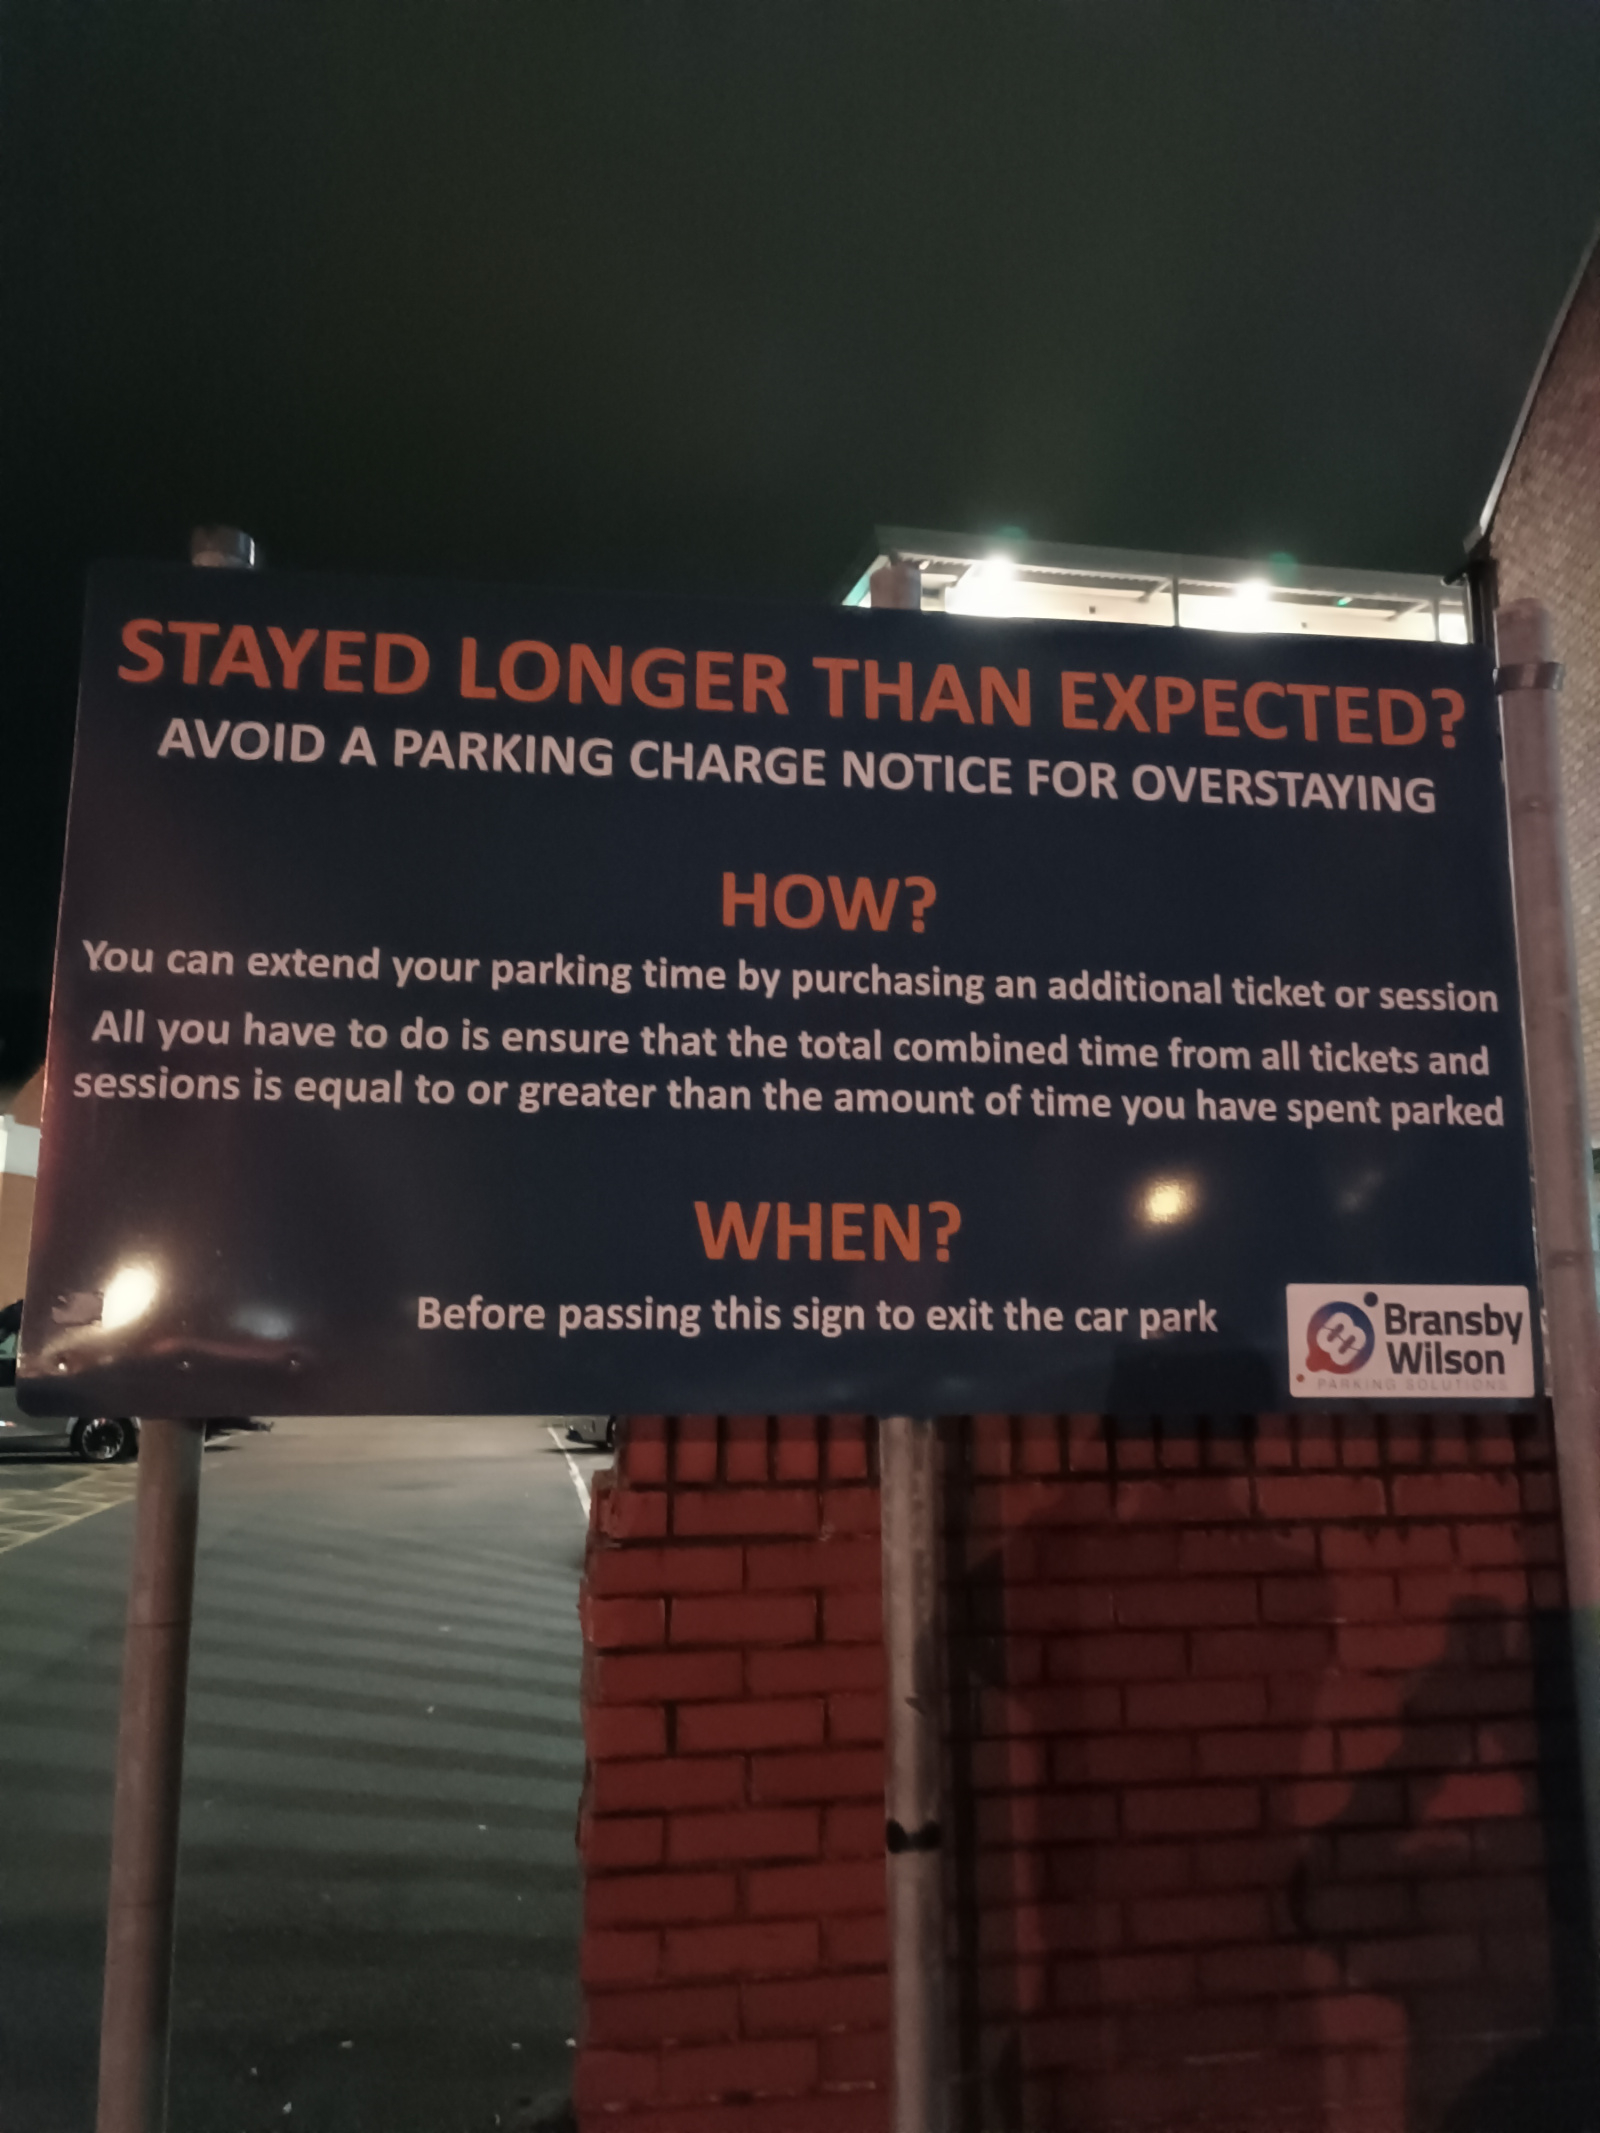 STAYED LONGER THAN EXPECTED?
AVOID A PARKING CHARGE NOTICE FOR OVERSTAYING
HOW?
You can extend your parking time by purchasing an additional ticket or session
All you have to do is ensure that the total combined time from all tickets and
sessions is equal to or greater than the amount of time you have spent parked
WHEN?
Before passing this sign to exit the car park
Bransby
Wilson
PARKING SOLUTIONS